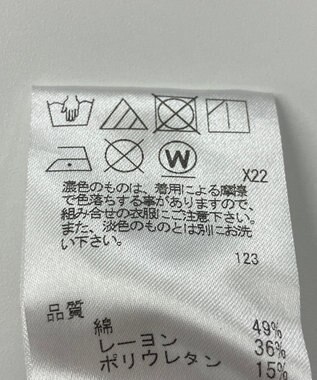 W
X22
濃色のものは、着用による摩擦
で色落ちする事がありますので、
組み合せの衣服にご注意下さい。
また、淡色のものとは別にお洗
い下さい。
123
品質
綿 49%
レーヨン 36%
ポリウレタン 15%